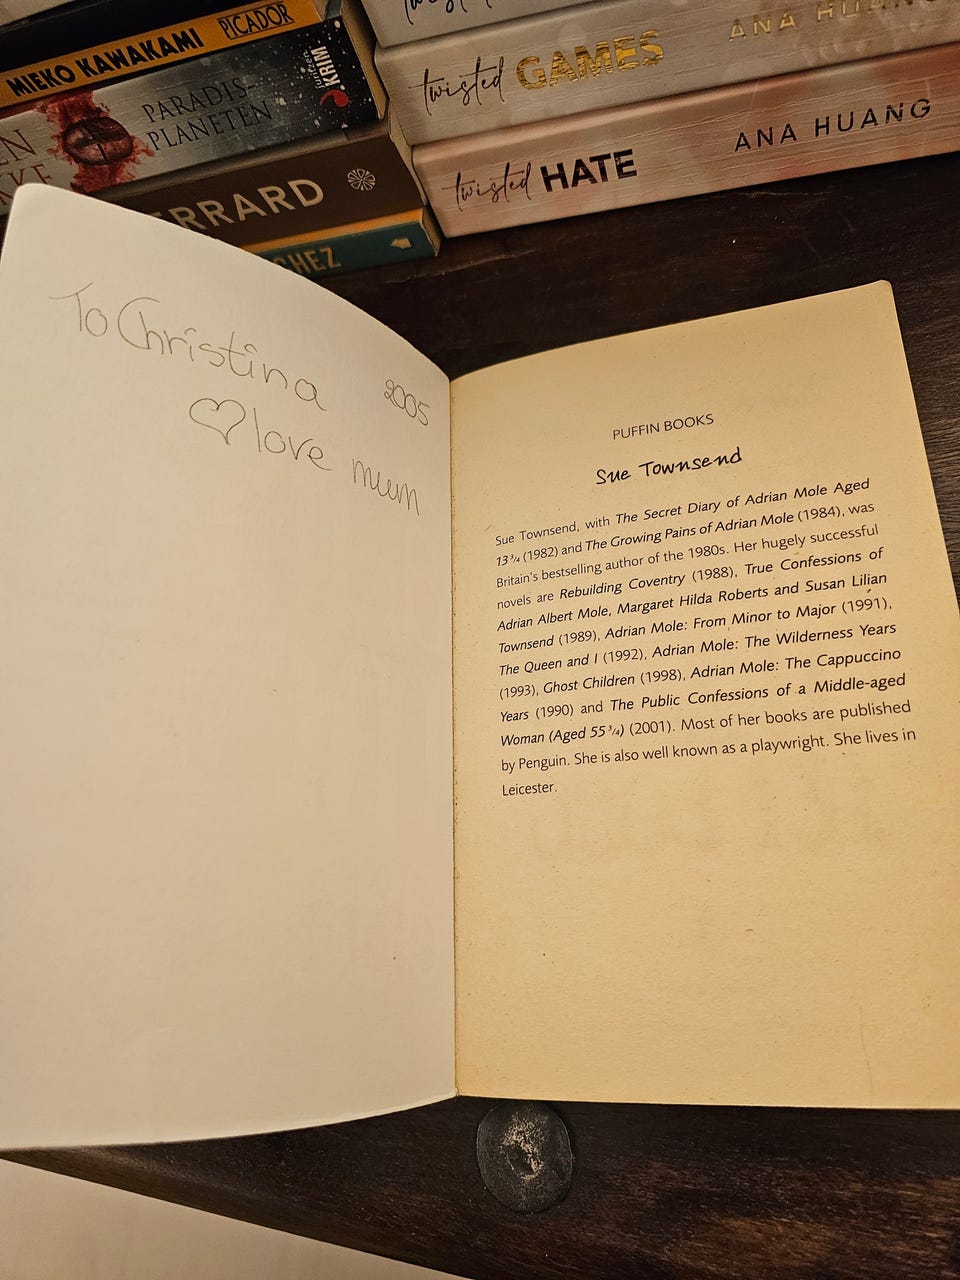 twisted
MIEKO KAWAKAMI PICADOR
twisted GAMES ANA HUANG
PARADIS-
PLANETEN
KRIM
twisted HATE ANA HUANG
ERRARD
CHEZ
To Christina
2005
♡ love mum
PUFFIN BOOKS
Sue Townsend
Sue Townsend, with The Secret Diary of Adrian Mole Aged
13 ¾ (1982) and The Growing Pains of Adrian Mole (1984), was
Britain's bestselling author of the 1980s. Her hugely successful
novels are Rebuilding Coventry (1988), True Confessions of
Adrian Albert Mole, Margaret Hilda Roberts and Susan Lilian
Townsend (1989), Adrian Mole: From Minor to Major (1991),
The Queen and I (1992), Adrian Mole: The Wilderness Years
(1993), Ghost Children (1998), Adrian Mole: The Cappuccino
Years (1990) and The Public Confessions of a Middle-aged
Woman (Aged 55 ¾) (2001). Most of her books are published
by Penguin. She is also well known as a playwright. She lives in
Leicester.